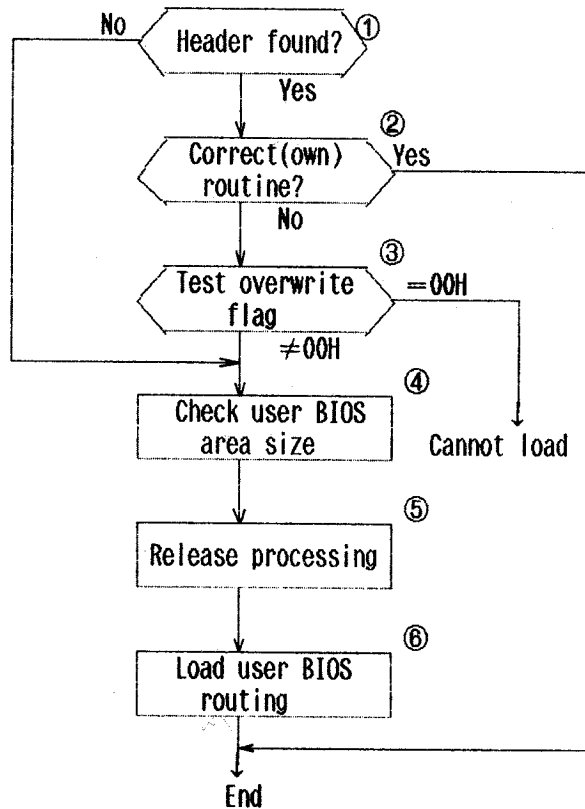 No
Header found?
①
Yes
②
Correct(own)
routine?
Yes
No
③
Test overwrite
flag
=00H
≠00H
④
Check user BIOS
area size
Cannot load
⑤
Release processing
⑥
Load user BIOS
routing
End